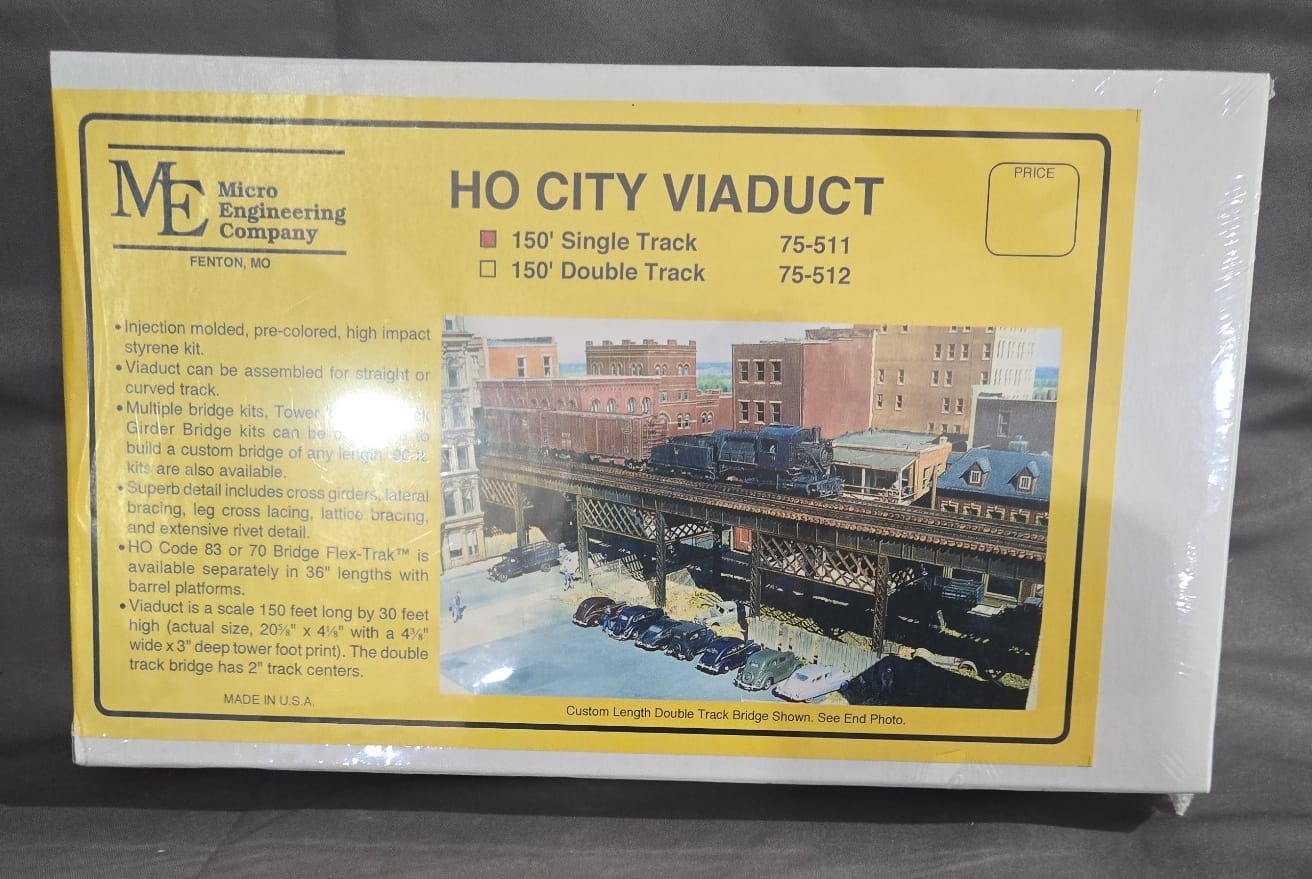 ME Micro
Engineering
Company
FENTON, MO
HO CITY VIADUCT
150' Single Track 75-511
150' Double Track 75-512
PRICE
• Injection molded, pre-colored, high impact
styrene kit.
• Viaduct can be assembled for straight or
curved track.
• Multiple bridge kits, Tower
Girder Bridge kits can be to
build a custom bridge of any length. 90-ft.
kits are also available.
• Superb detail includes cross girders, lateral
bracing, leg cross lacing, lattice bracing,
and extensive rivet detail.
• HO Code 83 or 70 Bridge Flex-Trak™ is
available separately in 36" lengths with
barrel platforms.
• Viaduct is a scale 150 feet long by 30 feet
high (actual size, 20⅝" x 4⅛" with a 4⅜"
wide x 3" deep tower foot print). The double
track bridge has 2" track centers.
MADE IN U.S.A.
Custom Length Double Track Bridge Shown. See End Photo.